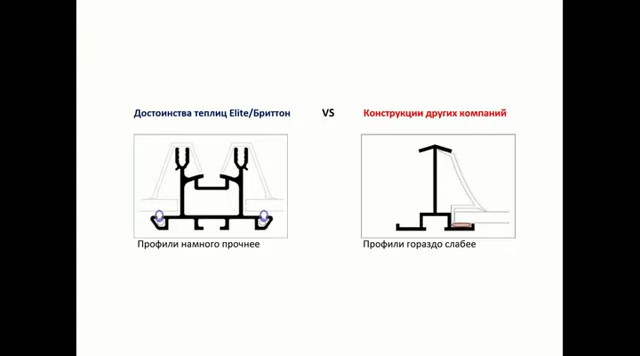 Достоинства теплиц Elite/Бриттон VS Конструкции других компаний
Профили намного прочнее Профили гораздо слабее